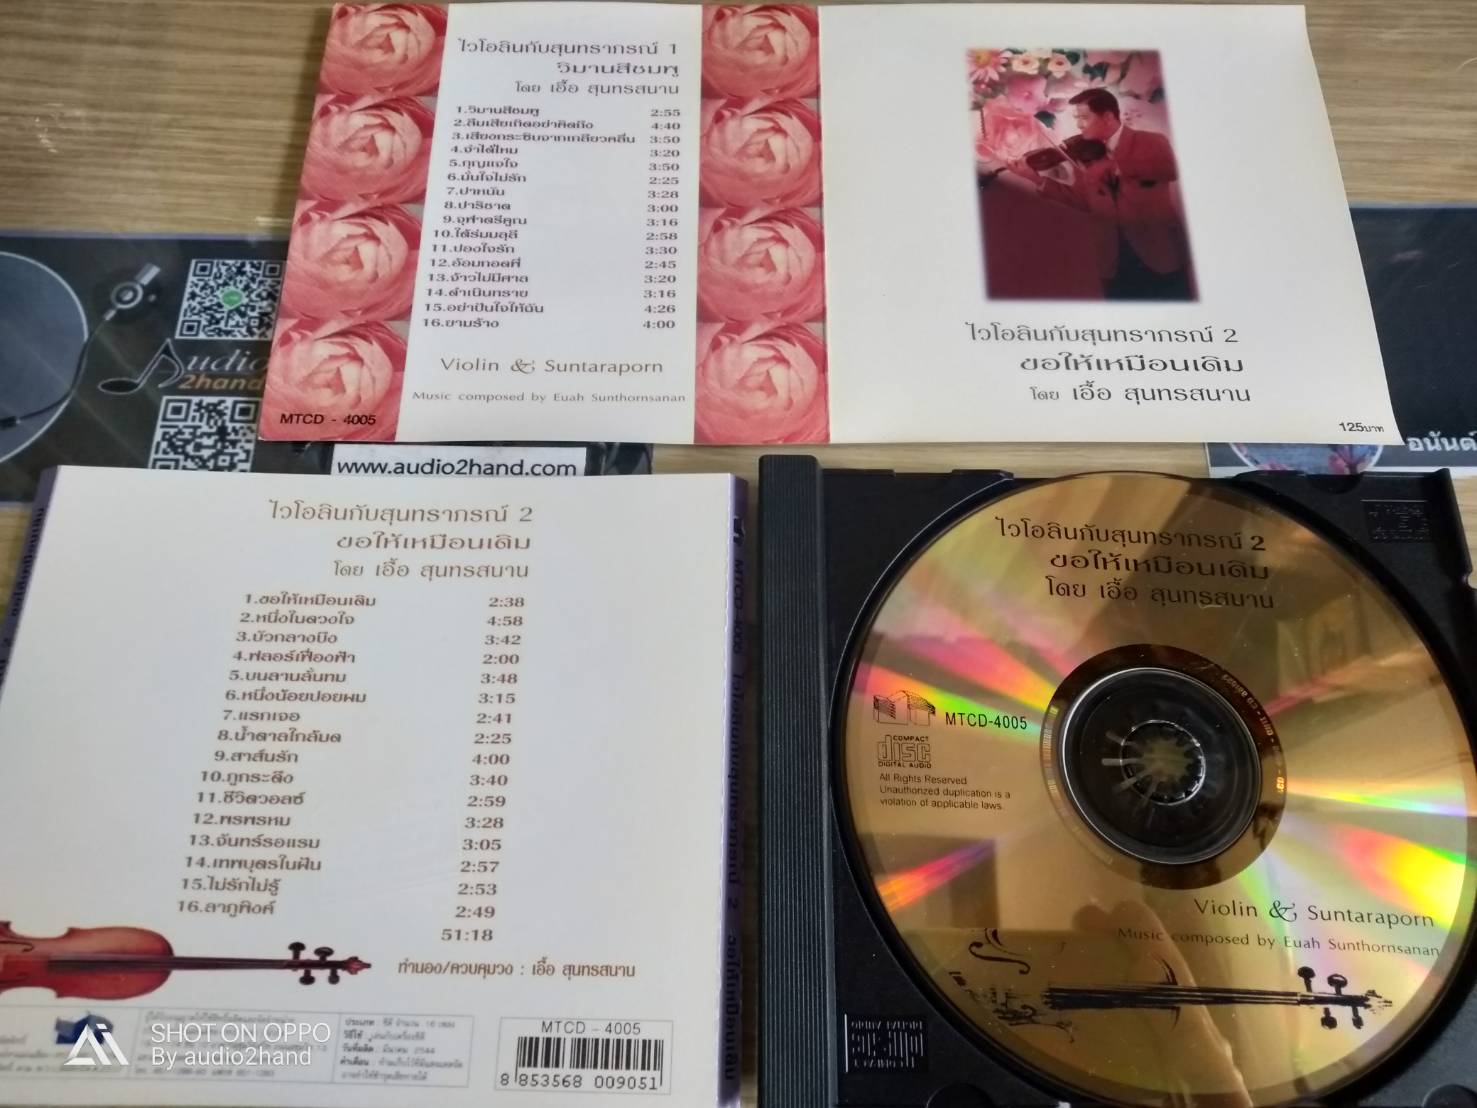 ไวโอลินกับสุนทราภรณ์ 1
วิมานสีชมพู
โดย เอื้อ สุนทรสนาน
1.วิมานสีชมพู 2:55
2.ลืมเสียเถิดอย่าคิดถึง 4:40
3.เสียงกระซิบจากเกลียวคลื่น 3:50
4.จำได้ไหม 3:20
5.กุญแจใจ 3:50
6.มั่นใจไม่รัก 2:25
7.ปาหนัน 3:28
8.ปาริชาต 3:00
9.จุฬาตรีคูณ 3:16
10.ใต้ร่มมลุลี 2:58
11.ปองใจรัก 3:30
12.อ้อมกอดพี่ 2:45
13.จ้าวไม่มีศาล 3:20
14.ดำเนินทราย 3:16
15.อย่าปันใจให้ฉัน 4:26
16.ยามร้าง 4:00
Violin & Suntaraporn
Music composed by Euah Sunthornsanan
MTCD - 4005
ไวโอลินกับสุนทราภรณ์ 2
ขอให้เหมือนเดิม
โดย เอื้อ สุนทรสนาน
125บาท
Audio
2hand
www.audio2hand.com
อนันต์
ไวโอลินกับสุนทราภรณ์ 2
ขอให้เหมือนเดิม
โดย เอื้อ สุนทรสนาน
1.ขอให้เหมือนเดิม 2:38
2.หนึ่งในดวงใจ 4:58
3.บัวกลางบึง 3:42
4.ฟลอร์เฟื่องฟ้า 2:00
5.บนลานลั่นทม 3:48
6.หนึ่งน้อยปอยผม 3:15
7.แรกเจอ 2:41
8.น้ำตาลใกล้มด 2:25
9.สาส์นรัก 4:00
10.ภูกระดึง 3:40
11.ชีวิตวอลซ์ 2:59
12.พรพรหม 3:28
13.จันทร์รอแรม 3:05
14.เทพบุตรในฝัน 2:57
15.ไม่รักไม่รู้ 2:53
16.ลาภูพิงค์ 2:49
51:18
ทำนอง/ควบคุมวง : เอื้อ สุนทรสนาน
MTCD - 4005
8 853568 009051
SHOT ON OPPO
By audio2hand
ไวโอลินกับสุนทราภรณ์ 2
ขอให้เหมือนเดิม
โดย เอื้อ สุนทรสนาน
MTCD-4005
COMPACT
disc
DIGITAL AUDIO
All Rights Reserved
Unauthorized duplication is a
violation of applicable laws.
Violin & Suntaraporn
Music composed by Euah Sunthornsanan